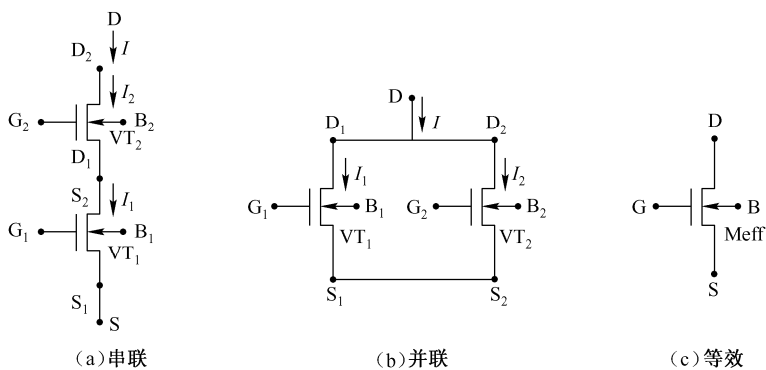 D
I
D₂
I₂
G₂
B₂
VT₂
D₁
S₂
I₁
G₁
B₁
VT₁
S₁
S
(a)串联
D
I
D₁
D₂
I₁
I₂
G₁
B₁
G₂
B₂
VT₁
VT₂
S₁
S₂
(b)并联
D
G
B
Meff
S
(c)等效